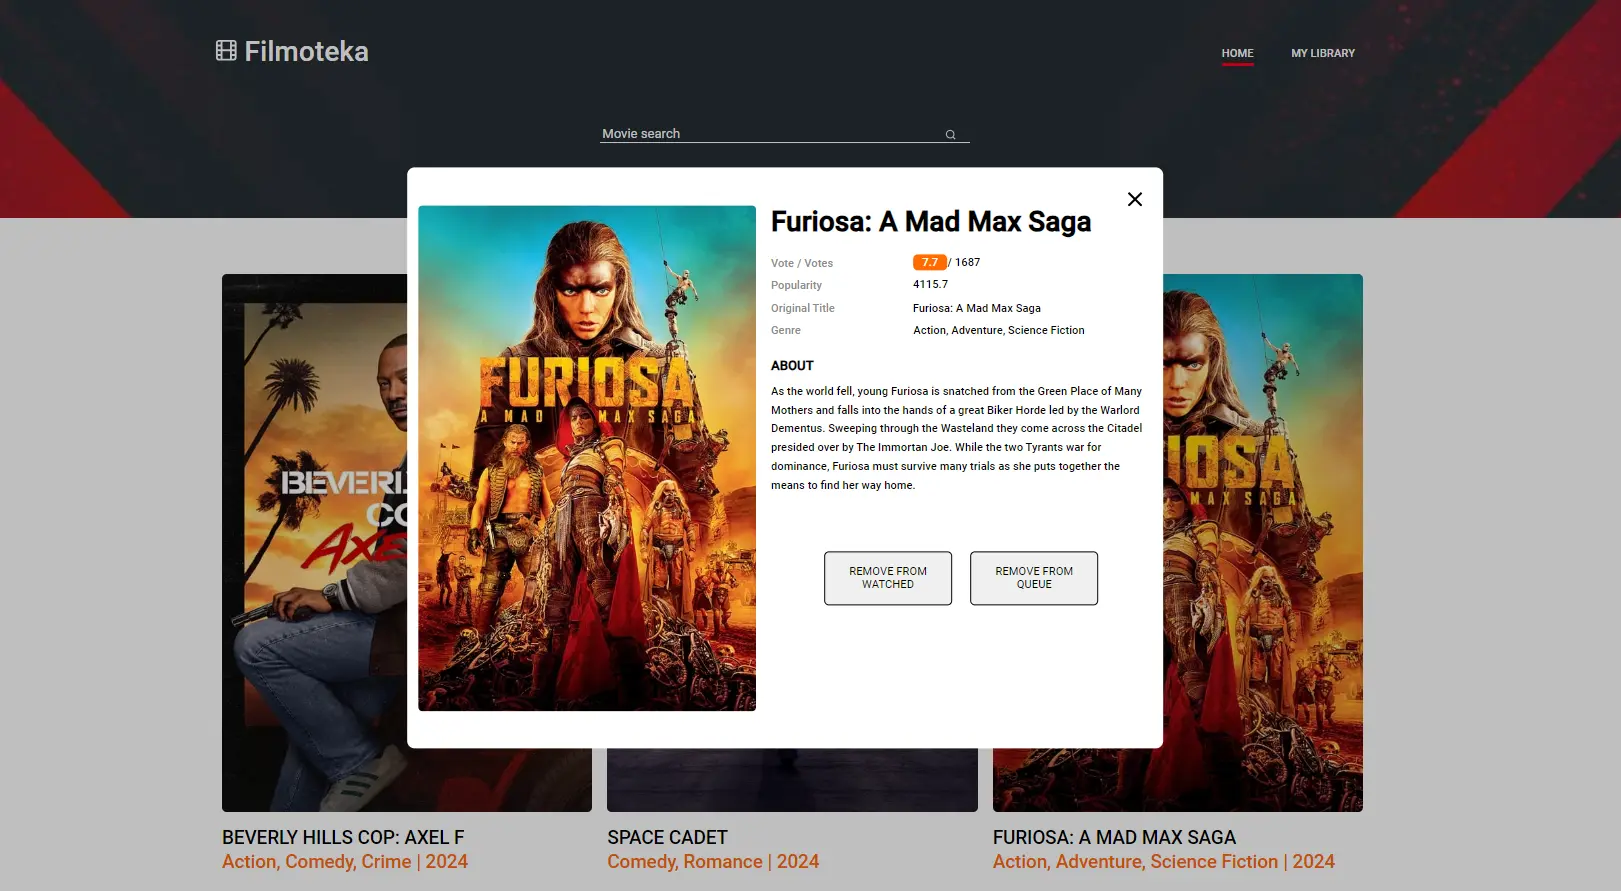 Filmoteka
HOME
MY LIBRARY
Movie search
Furiosa: A Mad Max Saga
Vote / Votes
7.7 / 1687
Popularity
4115.7
Original Title
Furiosa: A Mad Max Saga
Genre
Action, Adventure, Science Fiction
ABOUT
As the world fell, young Furiosa is snatched from the Green Place of Many
Mothers and falls into the hands of a great Biker Horde led by the Warlord
Dementus. Sweeping through the Wasteland they come across the Citadel
presided over by The Immortan Joe. While the two Tyrants war for
dominance, Furiosa must survive many trials as she puts together the
means to find her way home.
REMOVE FROM
WATCHED
REMOVE FROM
QUEUE
FURIOSA
A MAD MAX SAGA
BEVERL
CO
AXE
IOSA
MAX SAGA
BEVERLY HILLS COP: AXEL F
Action, Comedy, Crime | 2024
SPACE CADET
Comedy, Romance | 2024
FURIOSA: A MAD MAX SAGA
Action, Adventure, Science Fiction | 2024